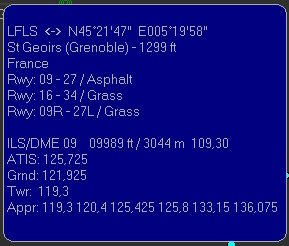 LFLS <-> N45°21'47" E005°19'58"
St Geoirs (Grenoble) - 1299 ft
France
Rwy: 09 - 27 / Asphalt
Rwy: 16 - 34 / Grass
Rwy: 09R - 27L / Grass
ILS/DME 09 09989 ft / 3044 m 109,30
ATIS: 125,725
Grnd: 121,925
Twr: 119,3
Appr: 119,3 120,4 125,425 125,8 133,15 136,075